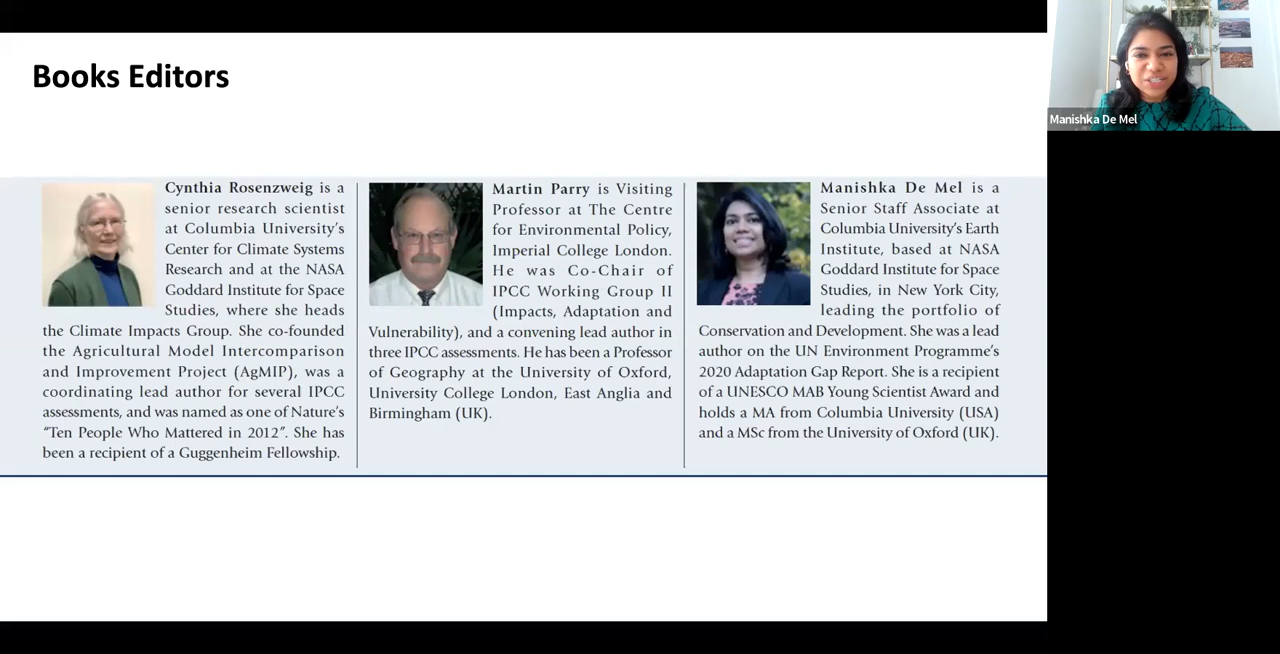 Books Editors
Cynthia Rosenzweig is a
senior research scientist
at Columbia University's
Center for Climate Systems
Research and at the NASA
Goddard Institute for Space
Studies, where she heads
the Climate Impacts Group. She co-founded
the Agricultural Model Intercomparison
and Improvement Project (AgMIP), was a
coordinating lead author for several IPCC
assessments, and was named as one of Nature's
"Ten People Who Mattered in 2012". She has
been a recipient of a Guggenheim Fellowship.
Martin Parry is Visiting
Professor at The Centre
for Environmental Policy,
Imperial College London.
He was Co-Chair of
IPCC Working Group II
(Impacts, Adaptation and
Vulnerability), and a convening lead author in
three IPCC assessments. He has been a Professor
of Geography at the University of Oxford,
University College London, East Anglia and
Birmingham (UK).
Manishka De Mel is a
Senior Staff Associate at
Columbia University's Earth
Institute, based at NASA
Goddard Institute for Space
Studies, in New York City,
leading the portfolio of
Conservation and Development. She was a lead
author on the UN Environment Programme's
2020 Adaptation Gap Report. She is a recipient
of a UNESCO MAB Young Scientist Award and
holds a MA from Columbia University (USA)
and a MSc from the University of Oxford (UK).
Manishka De Mel